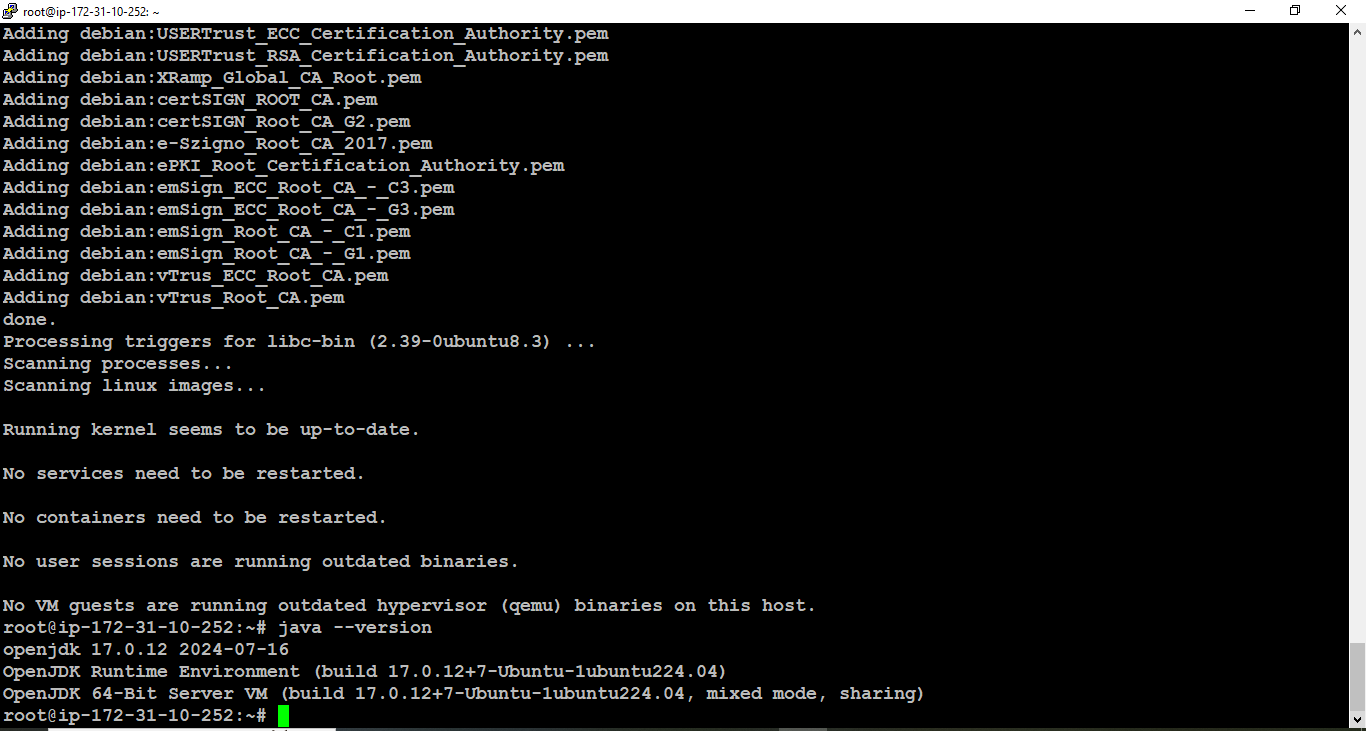 root@ip-172-31-10-252: ~
Adding debian:USERTrust_ECC_Certification_Authority.pem
Adding debian:USERTrust_RSA_Certification_Authority.pem
Adding debian:XRamp_Global_CA_Root.pem
Adding debian:certSIGN_ROOT_CA.pem
Adding debian:certSIGN_Root_CA_G2.pem
Adding debian:e-Szigno_Root_CA_2017.pem
Adding debian:ePKI_Root_Certification_Authority.pem
Adding debian:emSign_ECC_Root_CA_-_C3.pem
Adding debian:emSign_ECC_Root_CA_-_G3.pem
Adding debian:emSign_Root_CA_-_C1.pem
Adding debian:emSign_Root_CA_-_G1.pem
Adding debian:vTrus_ECC_Root_CA.pem
Adding debian:vTrus_Root_CA.pem
done.
Processing triggers for libc-bin (2.39-0ubuntu8.3) ...
Scanning processes...
Scanning linux images...
Running kernel seems to be up-to-date.
No services need to be restarted.
No containers need to be restarted.
No user sessions are running outdated binaries.
No VM guests are running outdated hypervisor (qemu) binaries on this host.
root@ip-172-31-10-252:~# java --version
openjdk 17.0.12 2024-07-16
OpenJDK Runtime Environment (build 17.0.12+7-Ubuntu-1ubuntu224.04)
OpenJDK 64-Bit Server VM (build 17.0.12+7-Ubuntu-1ubuntu224.04, mixed mode, sharing)
root@ip-172-31-10-252:~#